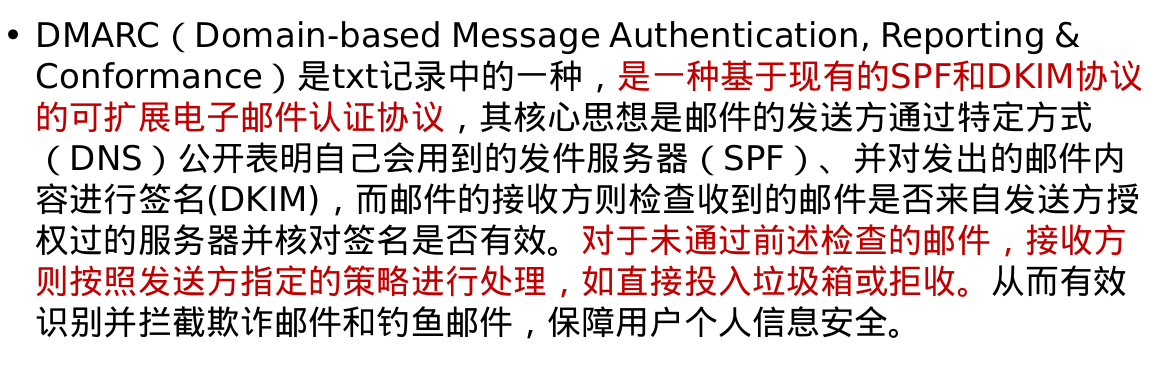 • DMARC（Domain-based Message Authentication, Reporting &
Conformance）是txt记录中的一种，是一种基于现有的SPF和DKIM协议
的可扩展电子邮件认证协议，其核心思想是邮件的发送方通过特定方式
（DNS）公开表明自己会用到的发件服务器（SPF）、并对发出的邮件内
容进行签名(DKIM)，而邮件的接收方则检查收到的邮件是否来自发送方授
权过的服务器并核对签名是否有效。对于未通过前述检查的邮件，接收方
则按照发送方指定的策略进行处理，如直接投入垃圾箱或拒收。从而有效
识别并拦截欺诈邮件和钓鱼邮件，保障用户个人信息安全。